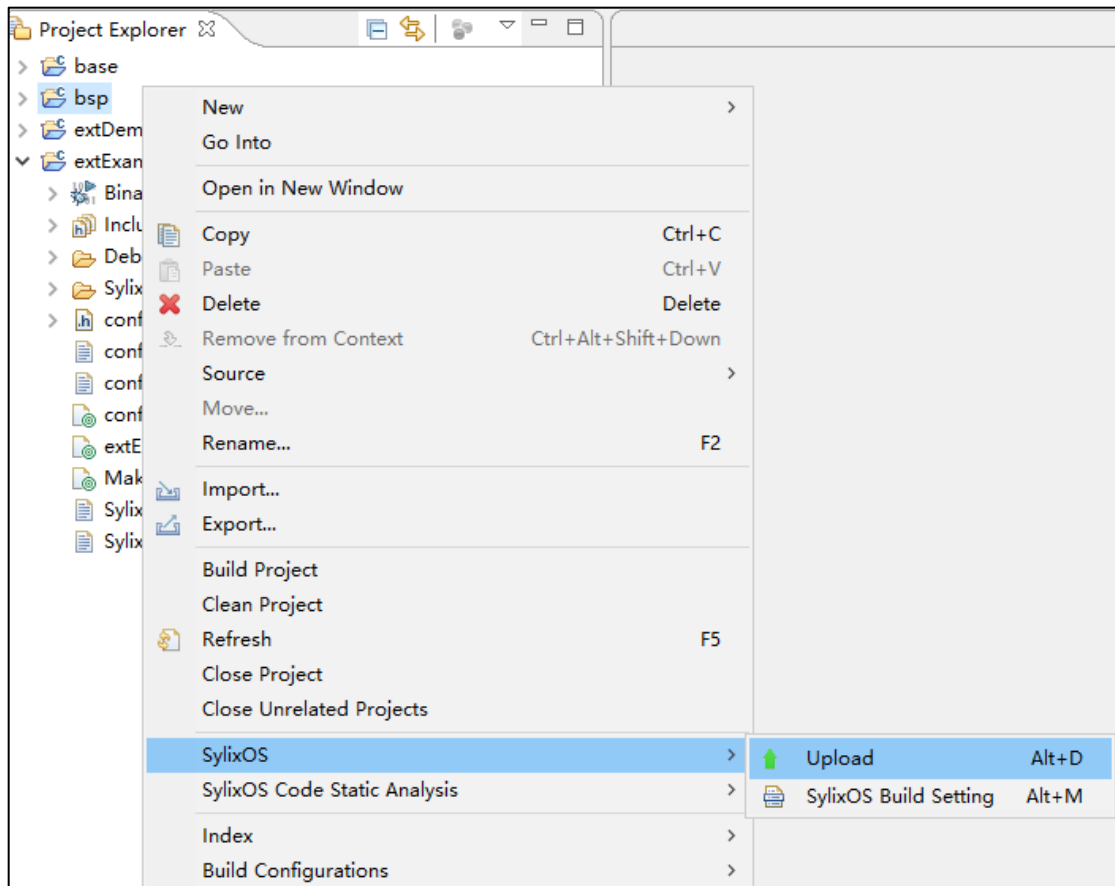 Project Explorer
base
bsp
extDem
extExan
Bina
Inclu
Deb
Sylix
conf
conf
conf
conf
extE
Mak
Sylix
Sylix
New
Go Into
Open in New Window
Copy Ctrl+C
Paste Ctrl+V
Delete Delete
Remove from Context Ctrl+Alt+Shift+Down
Source
Move...
Rename... F2
Import...
Export...
Build Project
Clean Project
Refresh F5
Close Project
Close Unrelated Projects
SylixOS
SylixOS Code Static Analysis
Index
Build Configurations
Upload Alt+D
SylixOS Build Setting Alt+M